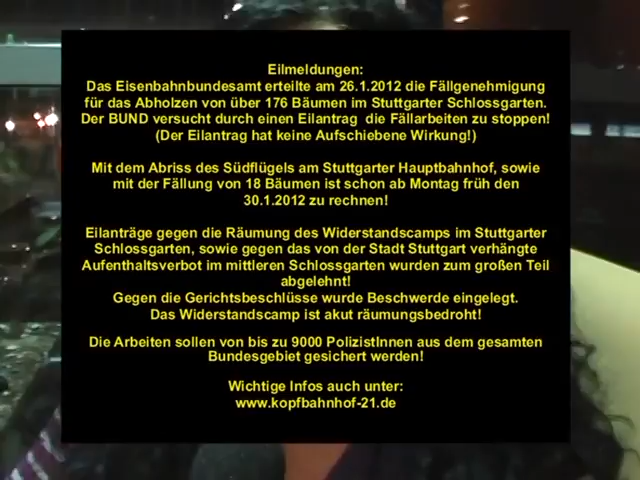 Eilmeldungen:
Das Eisenbahnbundesamt erteilte am 26.1.2012 die Fällgenehmigung
für das Abholzen von über 176 Bäumen im Stuttgarter Schlossgarten.
Der BUND versucht durch einen Eilantrag die Fällarbeiten zu stoppen!
(Der Eilantrag hat keine Aufschiebene Wirkung!)
Mit dem Abriss des Südflügels am Stuttgarter Hauptbahnhof, sowie
mit der Fällung von 18 Bäumen ist schon ab Montag früh den
30.1.2012 zu rechnen!
Eilanträge gegen die Räumung des Widerstandscamps im Stuttgarter
Schlossgarten, sowie gegen das von der Stadt Stuttgart verhängte
Aufenthaltsverbot im mittleren Schlossgarten wurden zum großen Teil
abgelehnt!
Gegen die Gerichtsbeschlüsse wurde Beschwerde eingelegt.
Das Widerstandscamp ist akut räumungsbedroht!
Die Arbeiten sollen von bis zu 9000 PolizistInnen aus dem gesamten
Bundesgebiet gesichert werden!
Wichtige Infos auch unter:
www.kopfbahnhof-21.de